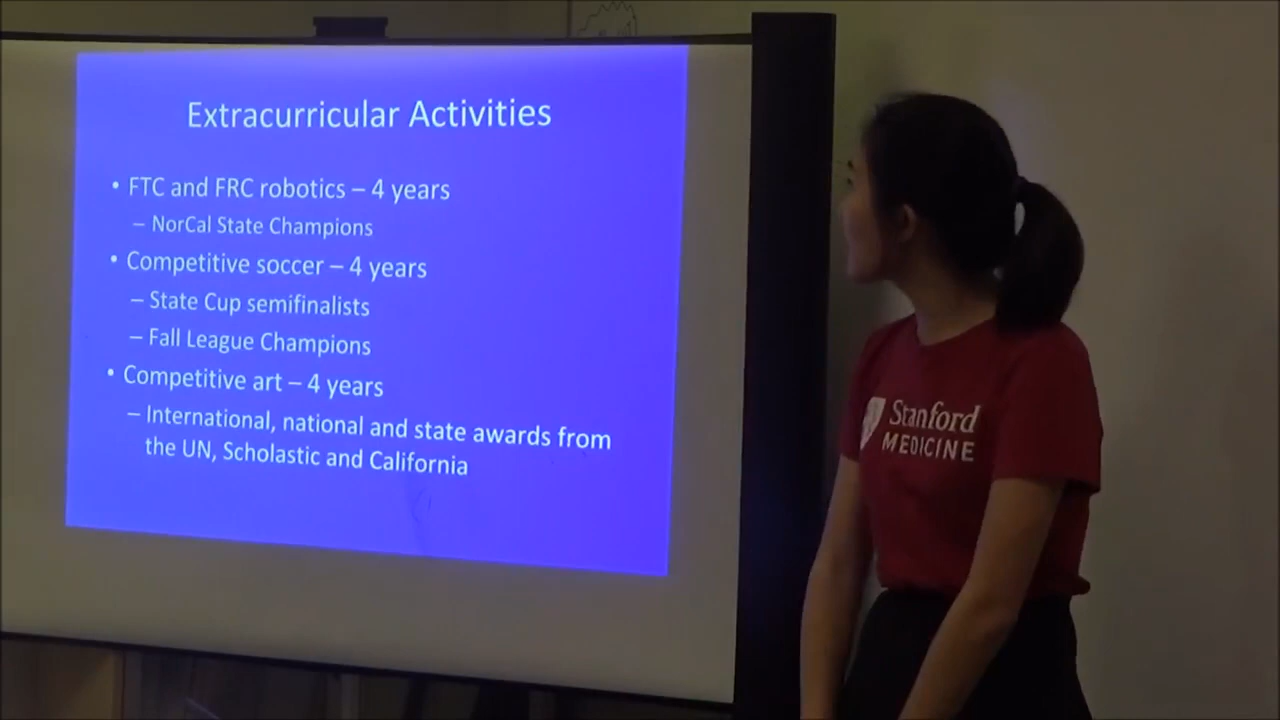 Extracurricular Activities
• FTC and FRC robotics – 4 years
– NorCal State Champions
• Competitive soccer – 4 years
– State Cup semifinalists
– Fall League Champions
• Competitive art – 4 years
– International, national and state awards from
the UN, Scholastic and California
Stanford
MEDICINE